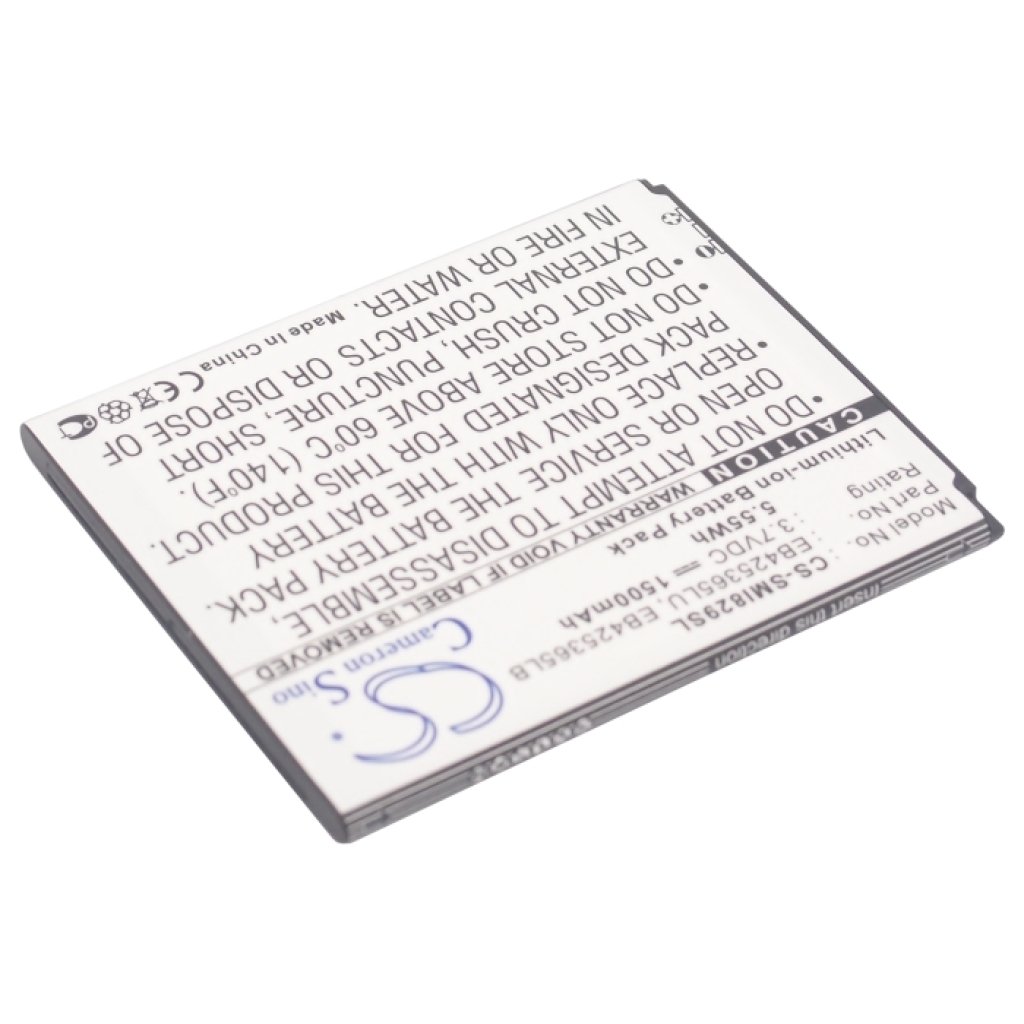 Cameron Sino
CS
Model No. : CS-SMI829SL
Part No. : EB425365LU, EB425365LB
Rating : 3.7VDC 1500mAh
5.55Wh
Lithium-ion Battery Pack
CAUTION WARRANTY VOID IF LABEL IS REMOVED
• DO NOT ATTEMPT TO DISASSEMBLE,
OPEN OR SERVICE THE BATTERY PACK.
• REPLACE ONLY WITH THE BATTERY
PACK DESIGNATED FOR THIS PRODUCT.
• DO NOT STORE ABOVE 60°C (140°F).
• DO NOT CRUSH, PUNCTURE, SHORT
EXTERNAL CONTACTS OR DISPOSE OF
IN FIRE OR WATER.
Made In China
Insert this direction